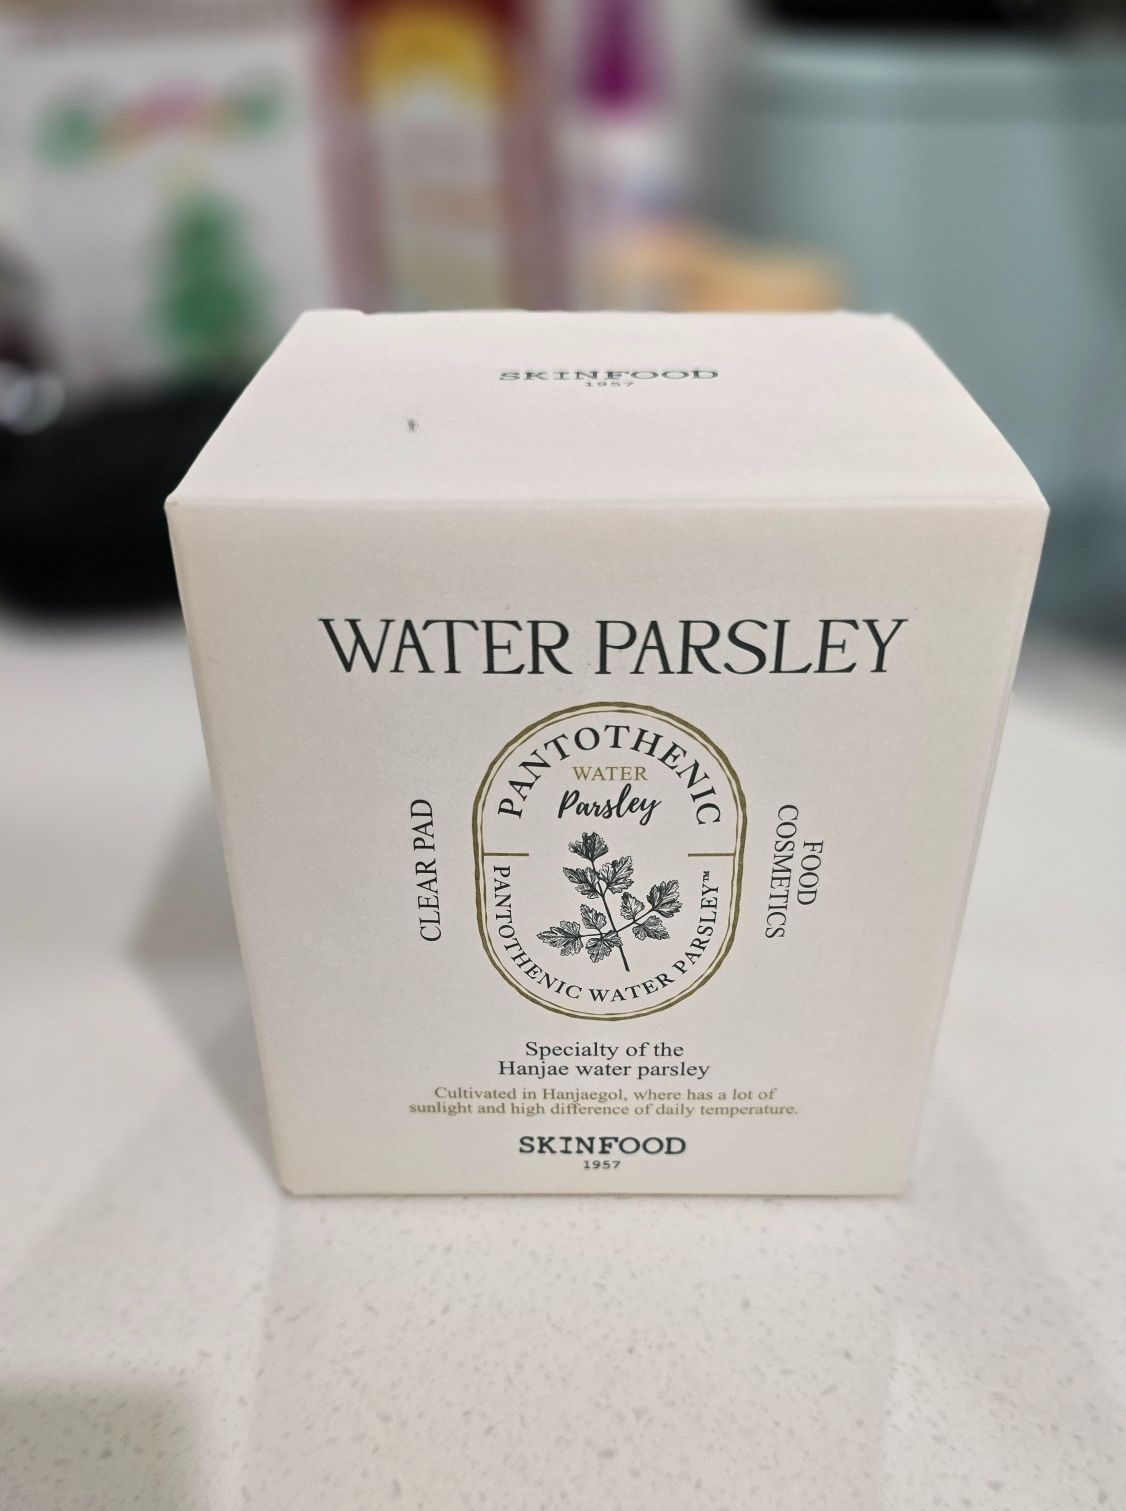 SKINFOOD
1957
WATER PARSLEY
PANTOTHENIC
WATER
Parsley
CLEAR PAD
FOOD
COSMETICS
PANTOTHENIC WATER PARSLEY™
Specialty of the
Hanjae water parsley
Cultivated in Hanjaegol, where has a lot of
sunlight and high difference of daily temperature.
SKINFOOD
1957